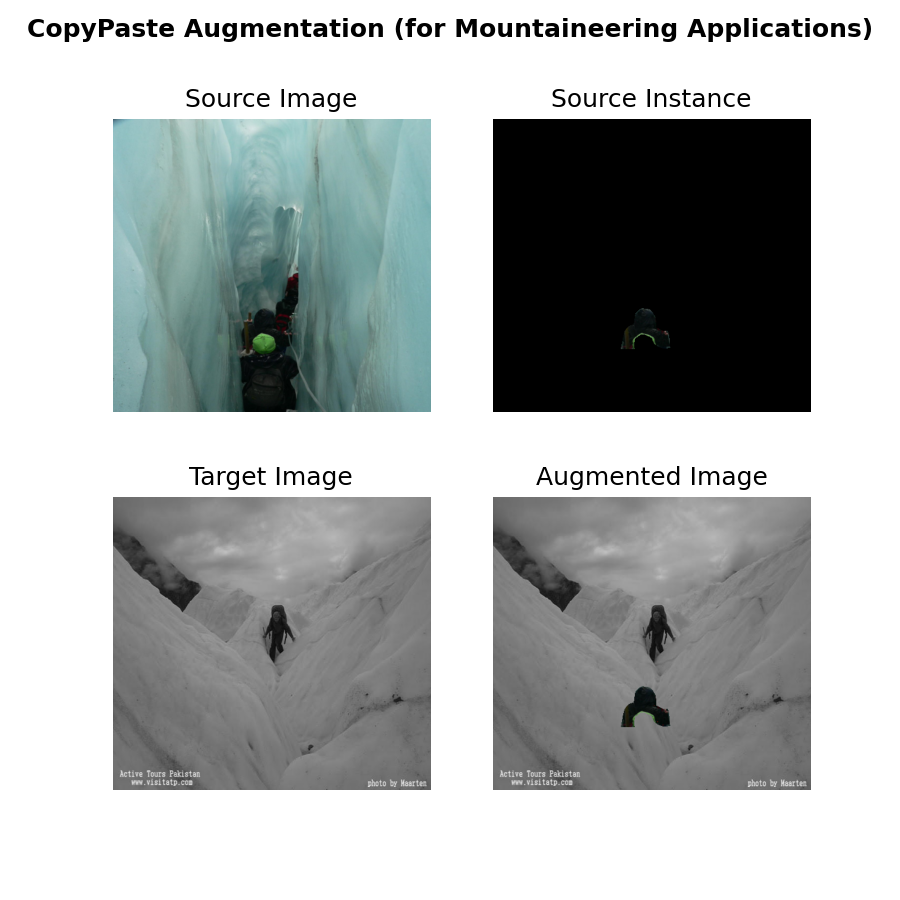 CopyPaste Augmentation (for Mountaineering Applications)
Source Image
Source Instance
Target Image
Augmented Image
Active Tours Pakistan
www.visitatp.com
photo by Maarten
Active Tours Pakistan
www.visitatp.com
photo by Maarten